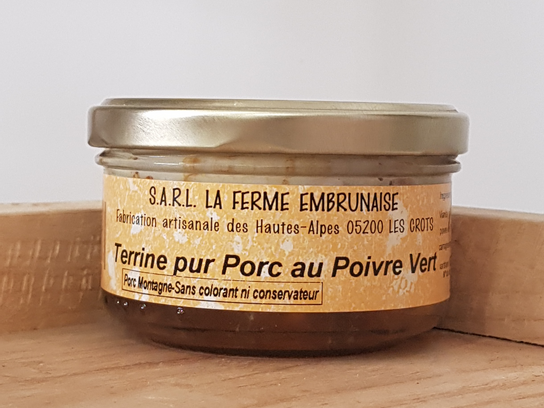 S.A.R.L. LA FERME EMBRUNAISE
Fabrication artisanale des Hautes-Alpes 05200 LES CROTS
Terrine pur Porc au Poivre Vert
Porc Montagne-Sans colorant ni conservateur